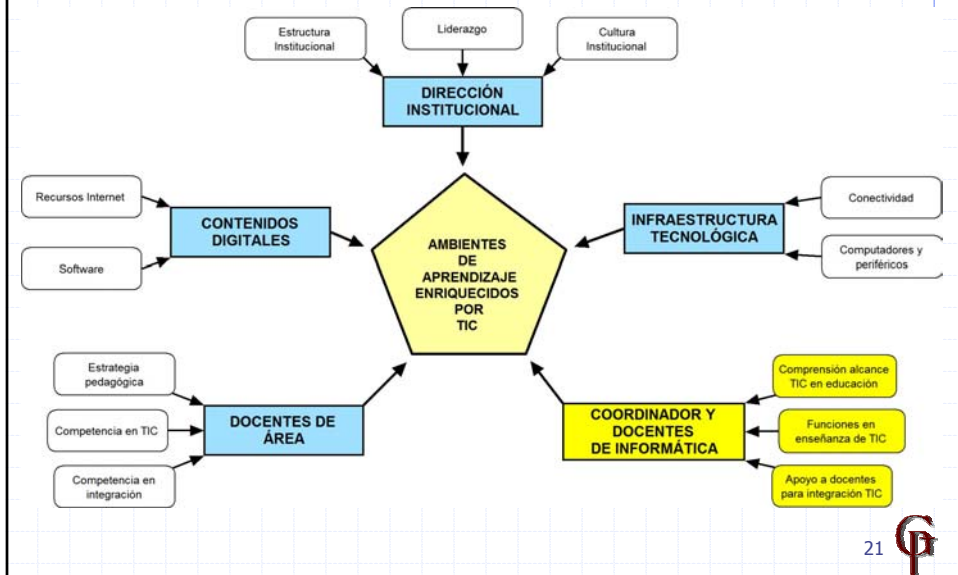 Estructura
Institucional
Liderazgo
Cultura
Institucional
DIRECCIÓN
INSTITUCIONAL
Recursos Internet
Software
CONTENIDOS
DIGITALES
AMBIENTES
DE
APRENDIZAJE
ENRIQUECIDOS
POR
TIC
INFRAESTRUCTURA
TECNOLÓGICA
Conectividad
Computadores y
periféricos
Estrategia
pedagógica
Competencia en TIC
Competencia en
integración
DOCENTES DE
ÁREA
COORDINADOR Y
DOCENTES
DE INFORMÁTICA
Comprensión alcance
TIC en educación
Funciones en
enseñanza de TIC
Apoyo a docentes
para integración TIC
21
GP